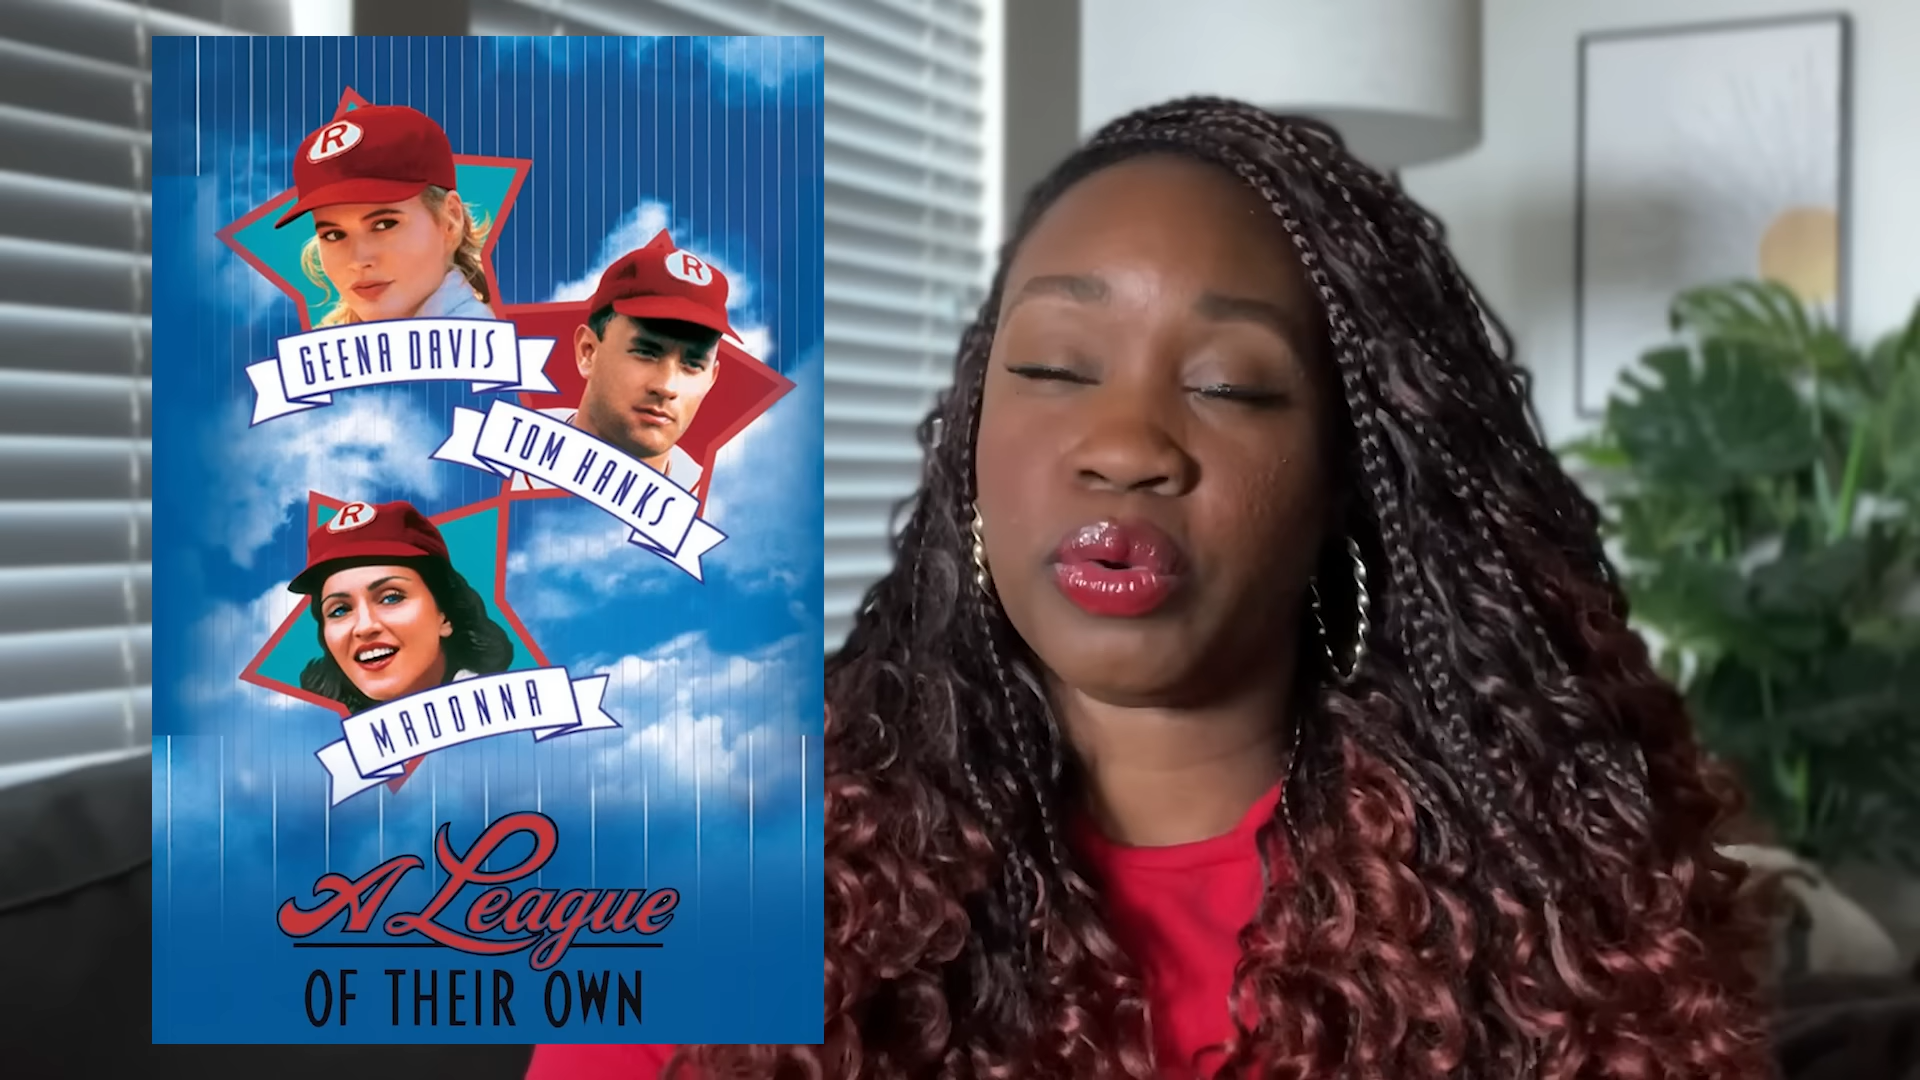 R
GEENA DAVIS
R
TOM HANKS
R
MADONNA
A League
OF THEIR OWN